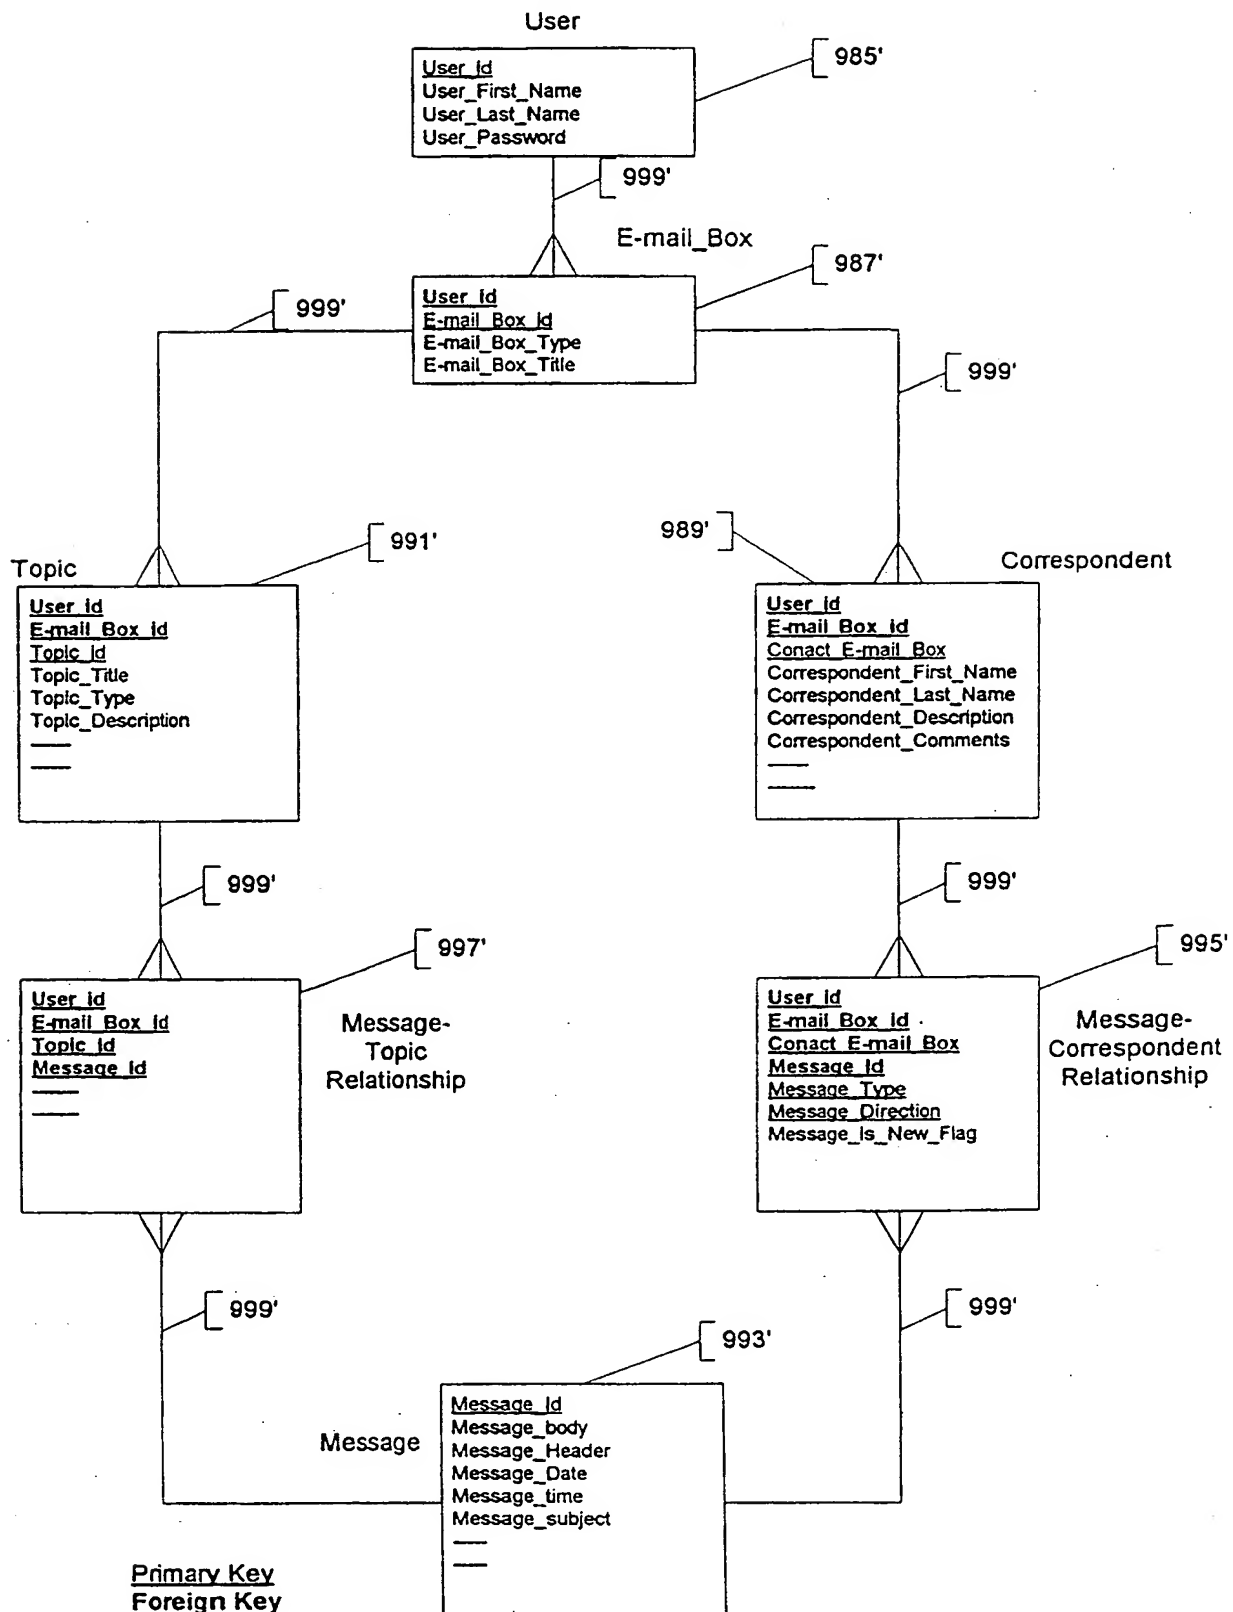 User
985'
User_Id
User_First_Name
User_Last_Name
User_Password
999'
E-mail_Box
987'
User_Id
E-mail_Box_Id
E-mail_Box_Type
E-mail_Box_Title
999'
999'
991'
989'
Topic
Correspondent
User_Id
E-mail_Box_Id
Topic_Id
Topic_Title
Topic_Type
Topic_Description
User_Id
E-mail_Box_Id
Conact_E-mail_Box
Correspondent_First_Name
Correspondent_Last_Name
Correspondent_Description
Correspondent_Comments
999'
999'
997'
995'
User_Id
E-mail_Box_Id
Topic_Id
Message_Id
Message-
Topic
Relationship
User_Id
E-mail_Box_Id
Conact_E-mail_Box
Message_Id
Message_Type
Message_Direction
Message_Is_New_Flag
Message-
Correspondent
Relationship
999'
999'
993'
Message
Message_Id
Message_body
Message_Header
Message_Date
Message_time
Message_subject
Primary Key
Foreign Key